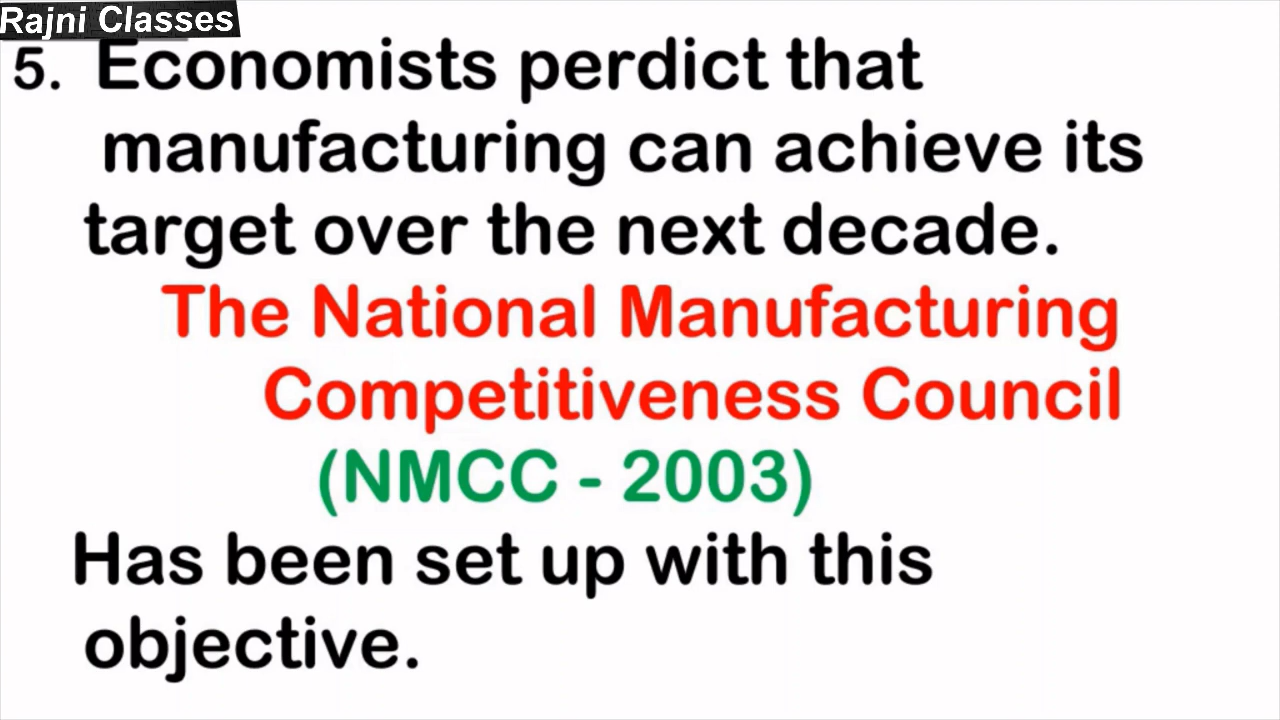 Rajni Classes
5. Economists perdict that
manufacturing can achieve its
target over the next decade.
The National Manufacturing
Competitiveness Council
(NMCC - 2003)
Has been set up with this
objective.